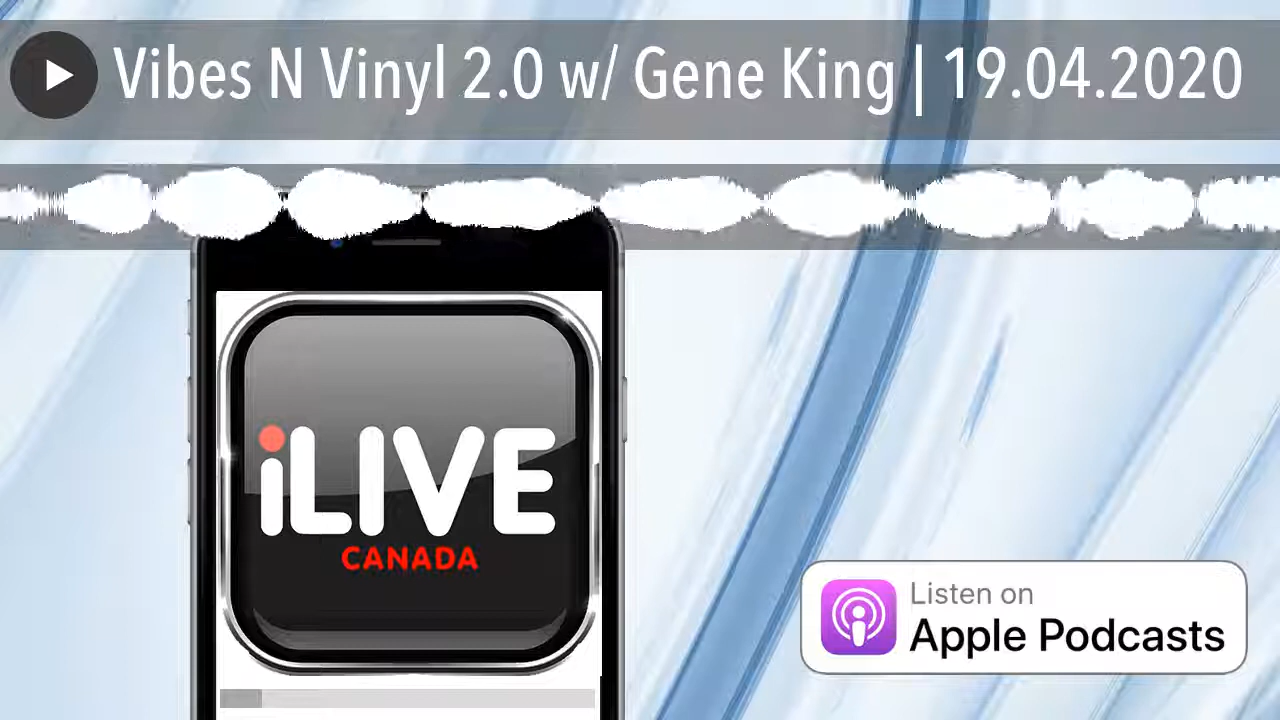 Vibes N Vinyl 2.0 w/ Gene King | 19.04.2020
iLIVE
CANADA
Listen on
Apple Podcasts